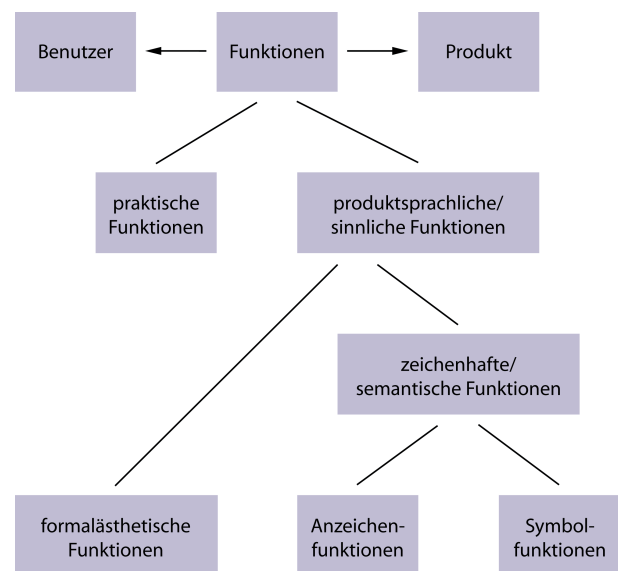 Benutzer
Funktionen
Produkt
praktische
Funktionen
produktsprachliche/
sinnliche Funktionen
zeichenhafte/
semantische Funktionen
formalästhetische
Funktionen
Anzeichen-
funktionen
Symbol-
funktionen